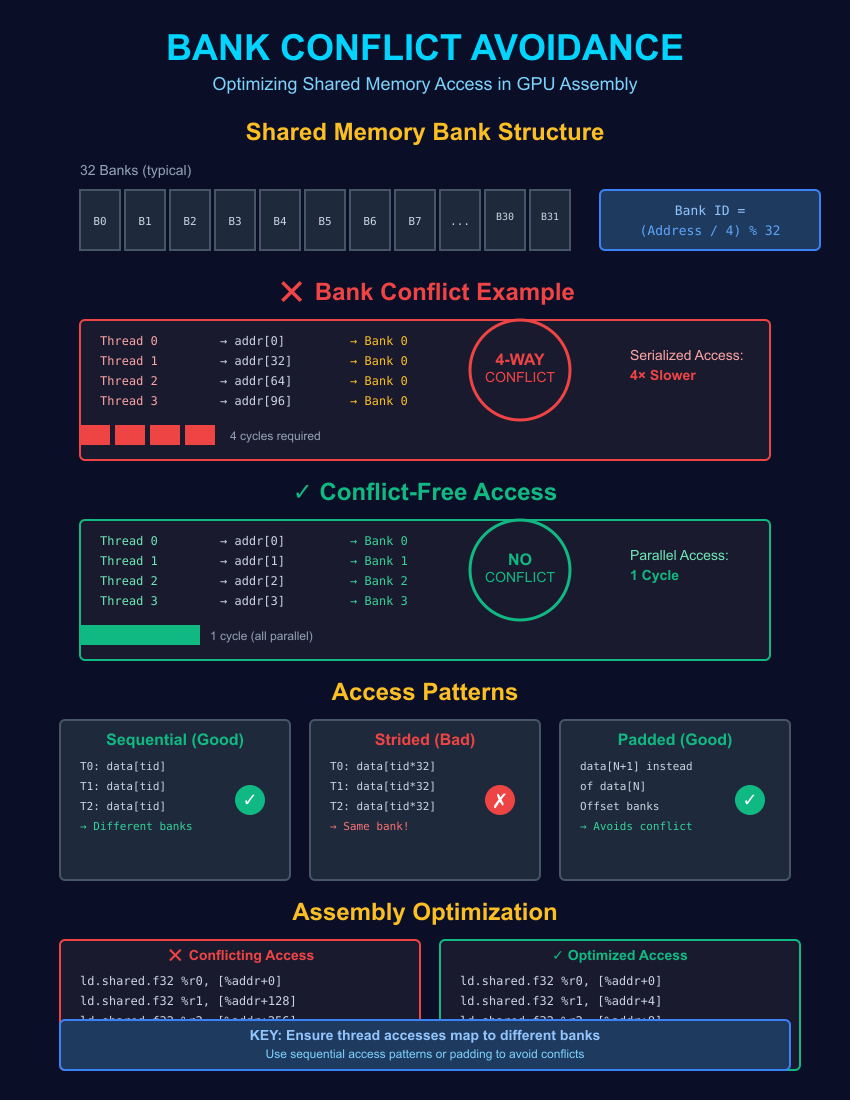 BANK CONFLICT AVOIDANCE
Optimizing Shared Memory Access in GPU Assembly
Shared Memory Bank Structure
32 Banks (typical)
B0 B1 B2 B3 B4 B5 B6 B7 ... B30 B31
Bank ID =
(Address / 4) % 32
❌ Bank Conflict Example
Thread 0 → addr[0] → Bank 0
Thread 1 → addr[32] → Bank 0
Thread 2 → addr[64] → Bank 0
Thread 3 → addr[96] → Bank 0
4-WAY
CONFLICT
Serialized Access:
4× Slower
4 cycles required
✓ Conflict-Free Access
Thread 0 → addr[0] → Bank 0
Thread 1 → addr[1] → Bank 1
Thread 2 → addr[2] → Bank 2
Thread 3 → addr[3] → Bank 3
NO
CONFLICT
Parallel Access:
1 Cycle
1 cycle (all parallel)
Access Patterns
Sequential (Good)
T0: data[tid]
T1: data[tid]
T2: data[tid]
→ Different banks
✓
Strided (Bad)
T0: data[tid*32]
T1: data[tid*32]
T2: data[tid*32]
→ Same bank!
✗
Padded (Good)
data[N+1] instead
of data[N]
Offset banks
→ Avoids conflict
✓
Assembly Optimization
❌ Conflicting Access
ld.shared.f32 %r0, [%addr+0]
ld.shared.f32 %r1, [%addr+128]
✓ Optimized Access
ld.shared.f32 %r0, [%addr+0]
ld.shared.f32 %r1, [%addr+4]
KEY: Ensure thread accesses map to different banks
Use sequential access patterns or padding to avoid conflicts